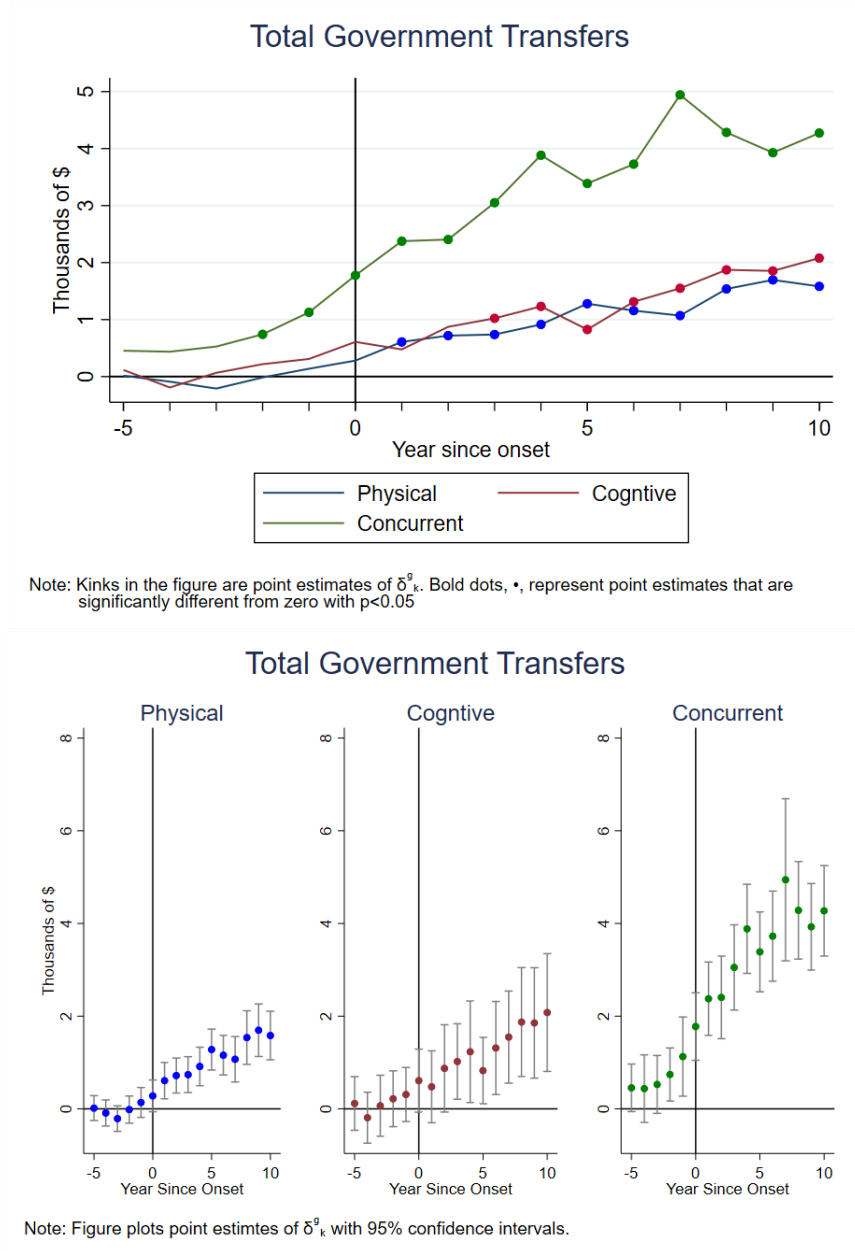 Total Government Transfers
5
4
3
2
1
0
Thousands of $
-5 0 5 10
Year since onset
Physical Cogntive
Concurrent
Note: Kinks in the figure are point estimates of δᵍₖ. Bold dots, •, represent point estimates that are
significantly different from zero with p<0.05
Total Government Transfers
Physical Cogntive Concurrent
8 8 8
6 6 6
4 4 4
2 2 2
0 0 0
Thousands of $
-5 0 5 10 -5 0 5 10 -5 0 5 10
Year Since Onset Year Since Onset Year Since Onset
Note: Figure plots point estimtes of δᵍₖ with 95% confidence intervals.